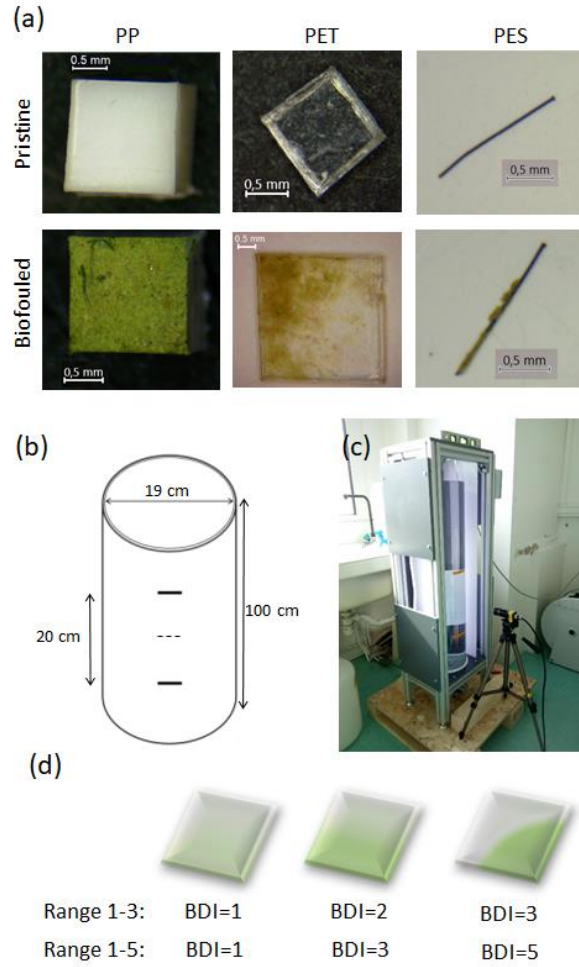 (a)
PP PET PES
Pristine
0.5 mm
0,5 mm
0,5 mm
Biofouled
0.5 mm
0,5 mm
0,5 mm
(b)
19 cm
100 cm
20 cm
(c)
(d)
Range 1-3: BDI=1 BDI=2 BDI=3
Range 1-5: BDI=1 BDI=3 BDI=5